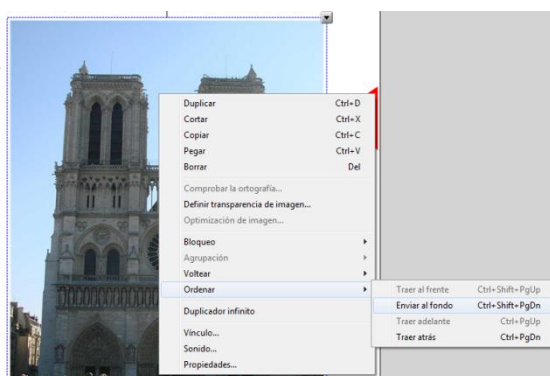 Duplicar Ctrl+D
Cortar Ctrl+X
Copiar Ctrl+C
Pegar Ctrl+V
Borrar Del
Comprobar la ortografía...
Definir transparencia de imagen...
Optimización de imagen...
Bloqueo
Agrupación
Voltear
Ordenar
Traer al frente Ctrl+Shift+PgUp
Enviar al fondo Ctrl+Shift+PgDn
Traer adelante Ctrl+PgUp
Traer atrás Ctrl+PgDn
Duplicador infinito
Vínculo...
Sonido...
Propiedades...